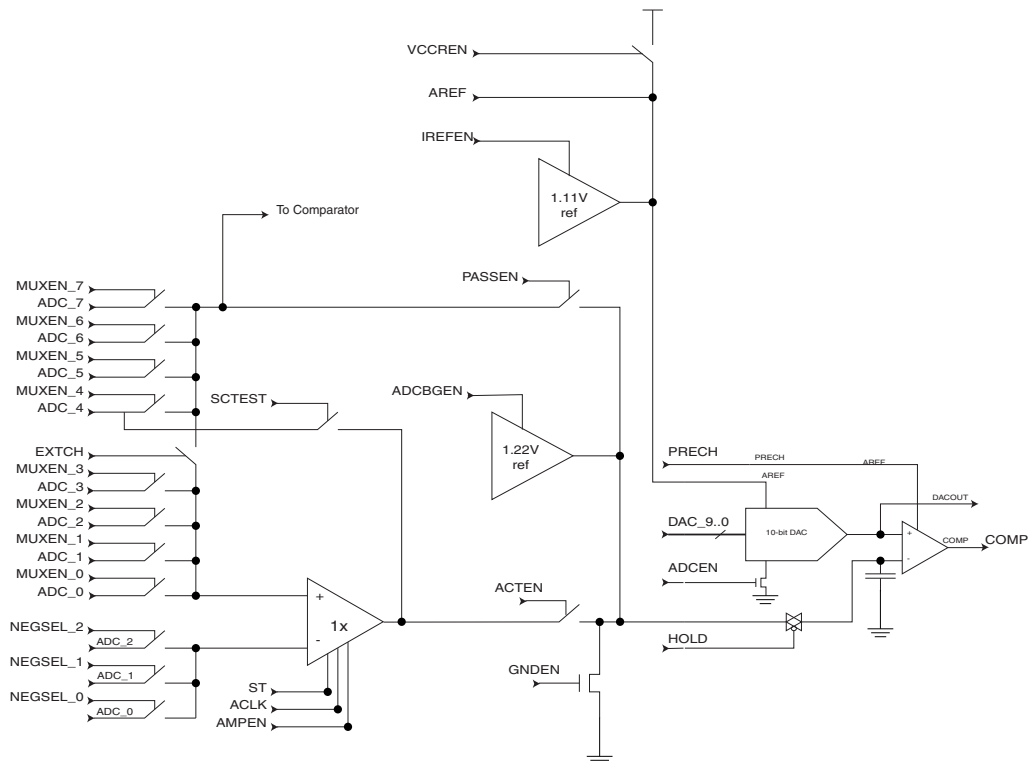 VCCREN
AREF
IREFEN
1.11V
ref
To Comparator
PASSEN
MUXEN_7
ADC_7
MUXEN_6
ADC_6
MUXEN_5
ADC_5
MUXEN_4
ADC_4
SCTEST
ADCBGEN
1.22V
ref
EXTCH
MUXEN_3
ADC_3
MUXEN_2
ADC_2
MUXEN_1
ADC_1
MUXEN_0
ADC_0
PRECH
PRECH
AREF
AREF
DACOUT
DAC_9..0
10-bit DAC
+
-
COMP
COMP
ADCEN
ACTEN
+
1x
-
NEGSEL_2
ADC_2
NEGSEL_1
ADC_1
NEGSEL_0
ADC_0
HOLD
GNDEN
ST
ACLK
AMPEN